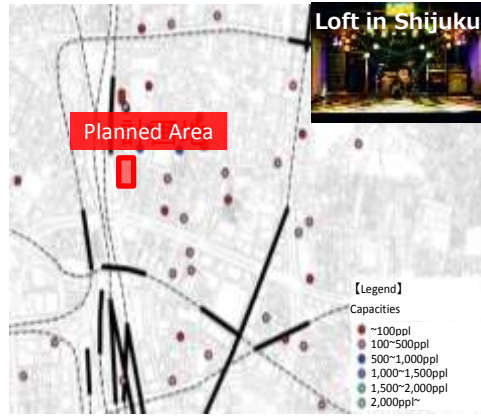 Loft in Shijuku
Planned Area
【Legend】
Capacities
~100ppl
100~500ppl
500~1,000ppl
1,000~1,500ppl
1,500~2,000ppl
2,000ppl~